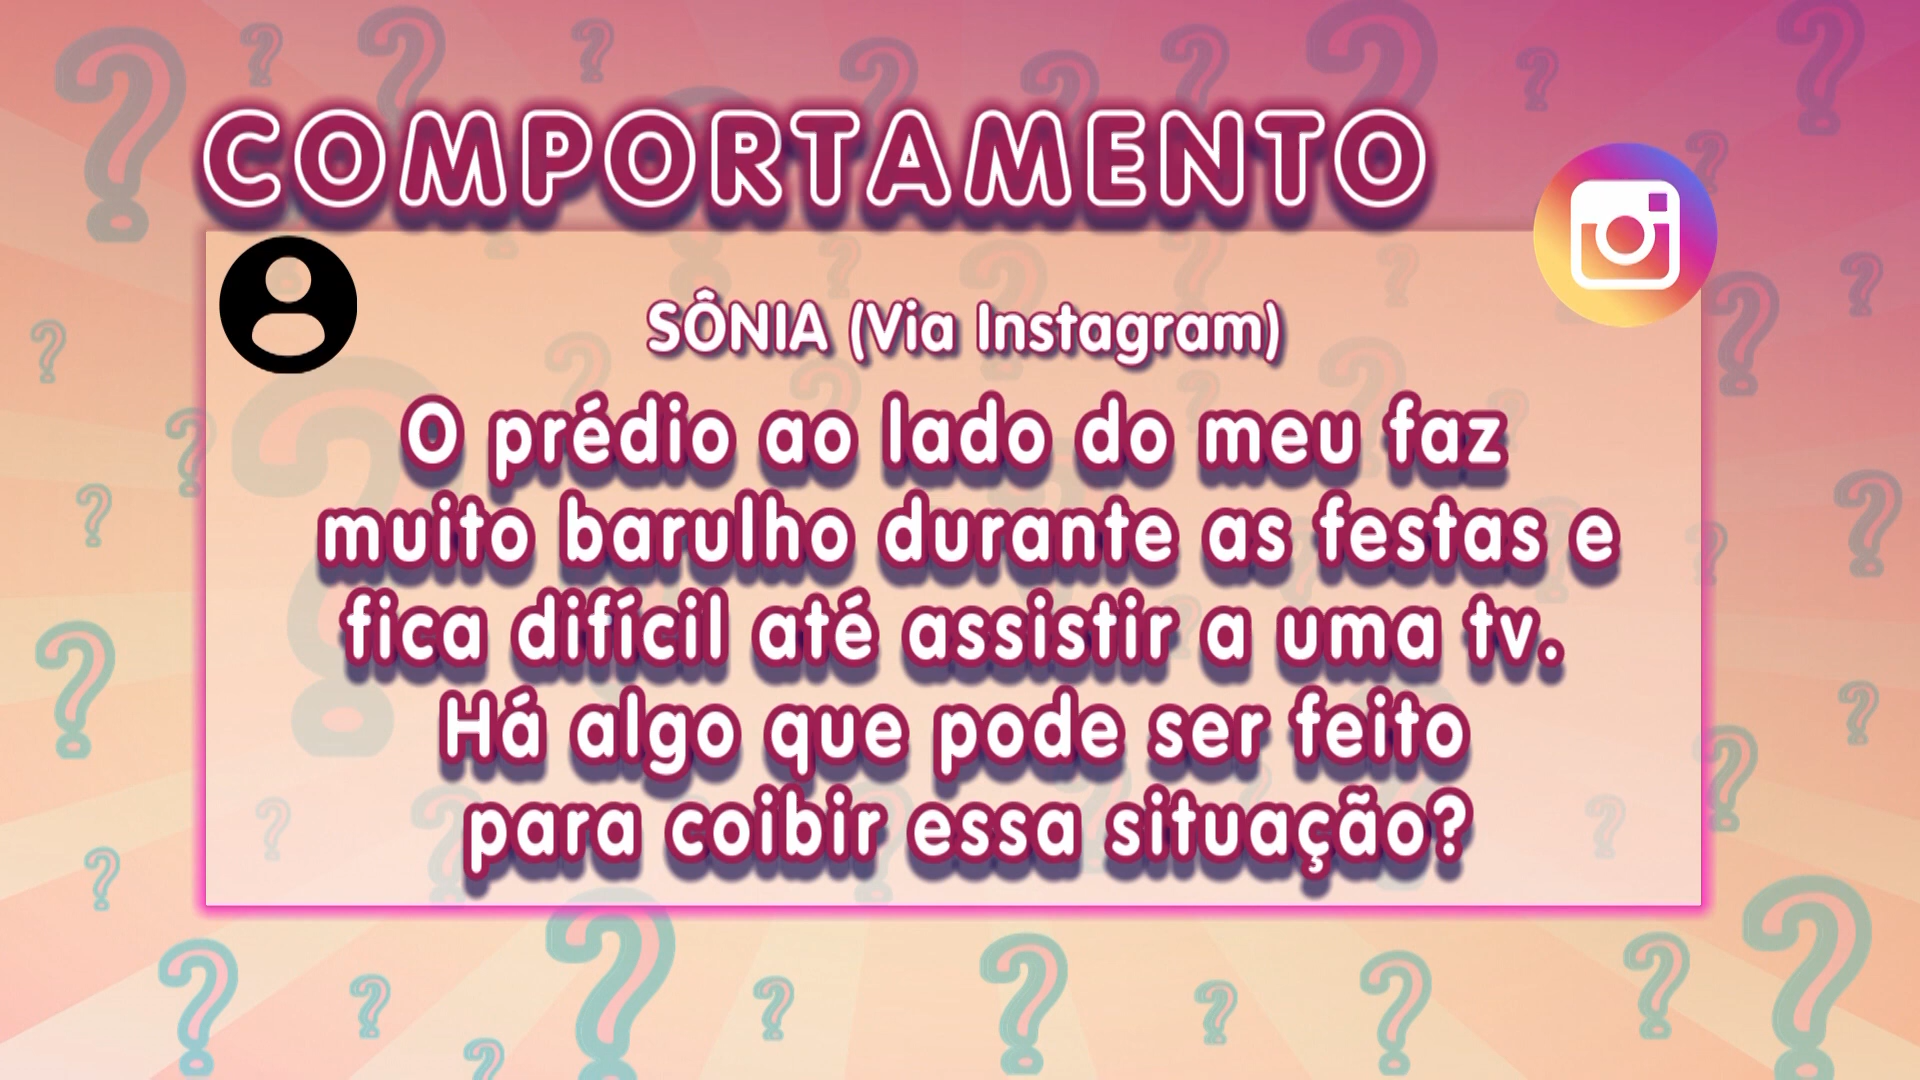 COMPORTAMENTO
SÔNIA (Via Instagram)
O prédio ao lado do meu faz
muito barulho durante as festas e
fica difícil até assistir a uma tv.
Há algo que pode ser feito
para coibir essa situação?